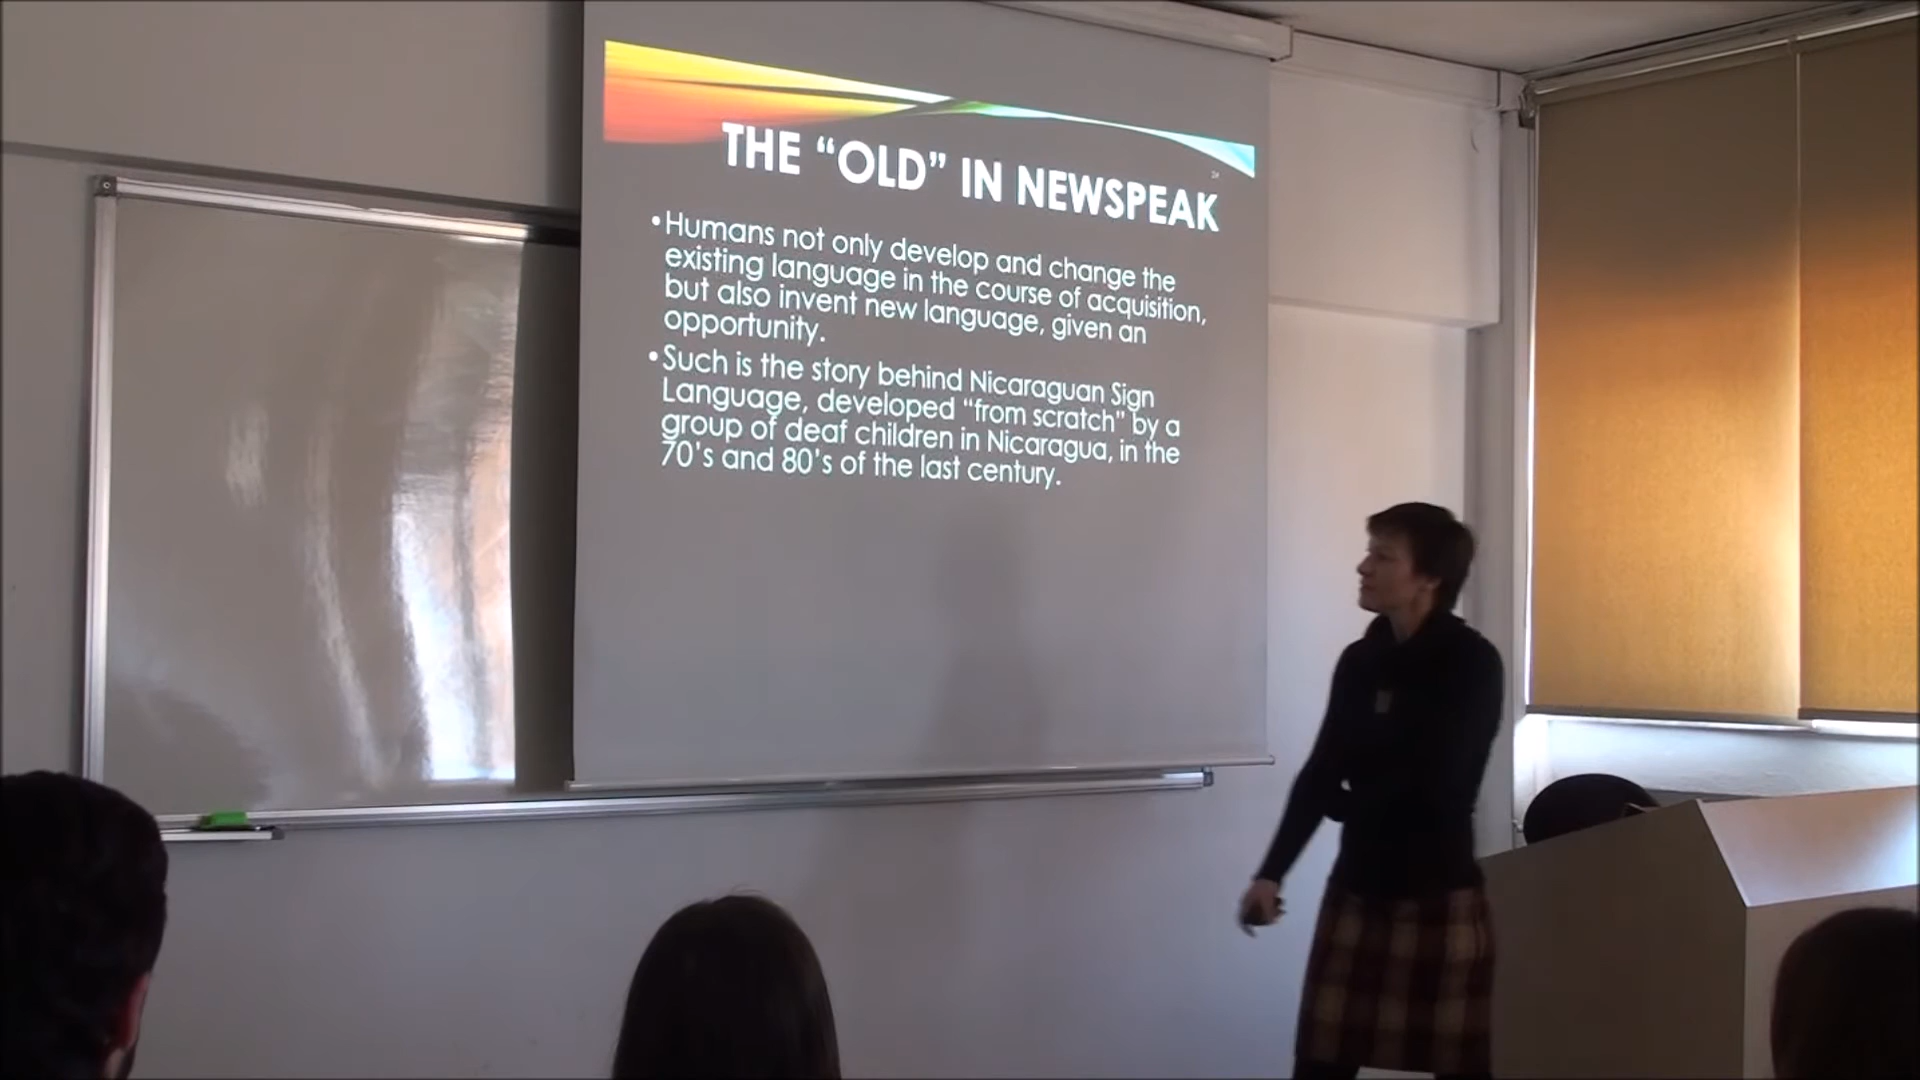 THE “OLD” IN NEWSPEAK
•Humans not only develop and change the
existing language in the course of acquisition,
but also invent new language, given an
opportunity.
•Such is the story behind Nicaraguan Sign
Language, developed “from scratch” by a
group of deaf children in Nicaragua, in the
70’s and 80’s of the last century.